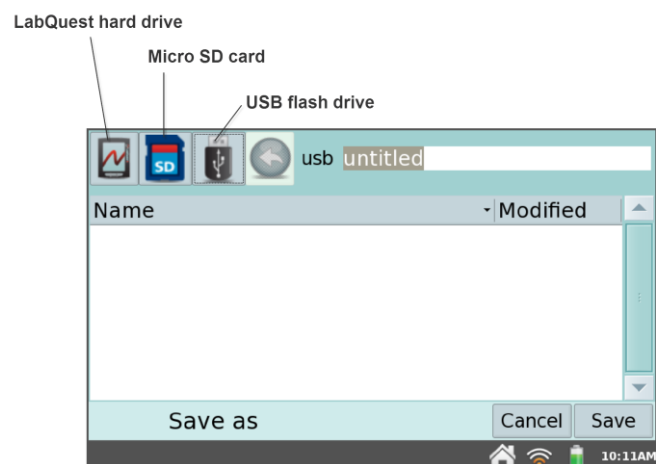 LabQuest hard drive
Micro SD card
USB flash drive
SD
usb untitled
Name Modified
Save as Cancel Save
10:11AM